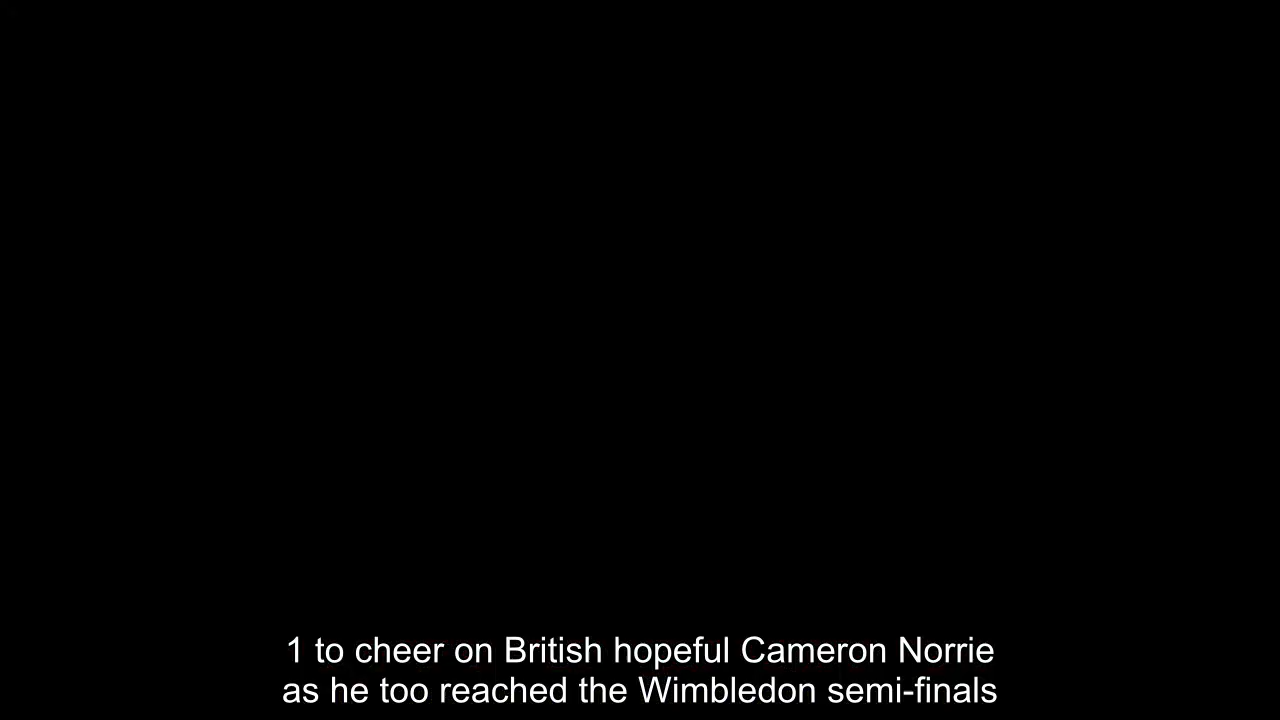 1 to cheer on British hopeful Cameron Norrie
as he too reached the Wimbledon semi-finals